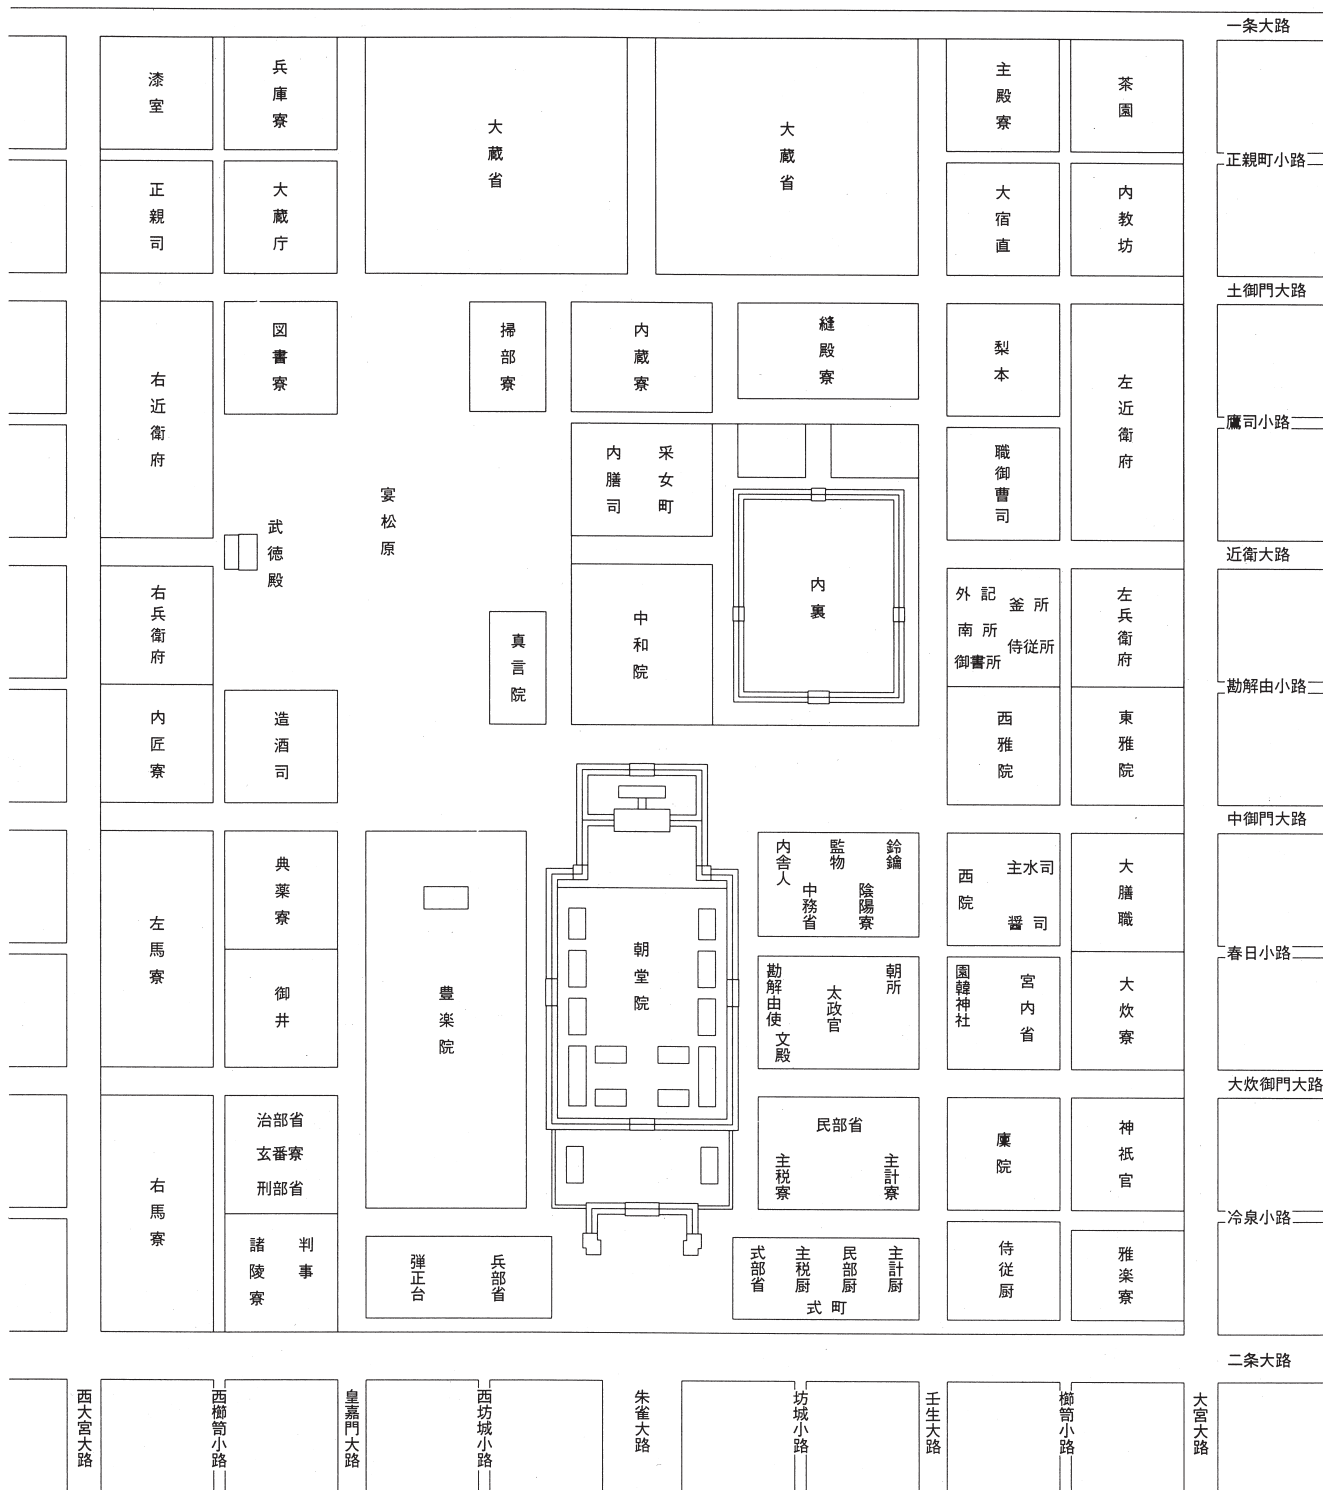 一条大路
漆室
兵庫寮
大蔵省
大蔵省
主殿寮
茶園
正親町小路
正親司
大蔵庁
大宿直
内教坊
土御門大路
右近衛府
図書寮
掃部寮
内蔵寮
縫殿寮
梨本
左近衛府
鷹司小路
内膳司
采女町
職御曹司
宴松原
武徳殿
近衛大路
右兵衛府
真言院
中和院
内裏
外記
釜所
南所
侍従所
御書所
左兵衛府
勘解由小路
内匠寮
造酒司
西雅院
東雅院
中御門大路
左馬寮
典薬寮
内舎人
監物
鈴鑰
中務省
陰陽寮
西院
主水司
醤司
大膳職
春日小路
御井
豊楽院
朝堂院
勘解由使
太政官
朝所
文殿
園韓神社
宮内省
大炊寮
大炊御門大路
右馬寮
治部省
玄番寮
刑部省
民部省
主税寮
主計寮
廩院
神祇官
冷泉小路
諸陵寮
判事
弾正台
兵部省
式部省
主税厨
民部厨
主計厨
式町
侍従厨
雅楽寮
二条大路
西大宮大路
西櫛笥小路
皇嘉門大路
西坊城小路
朱雀大路
坊城小路
壬生大路
櫛笥小路
大宮大路